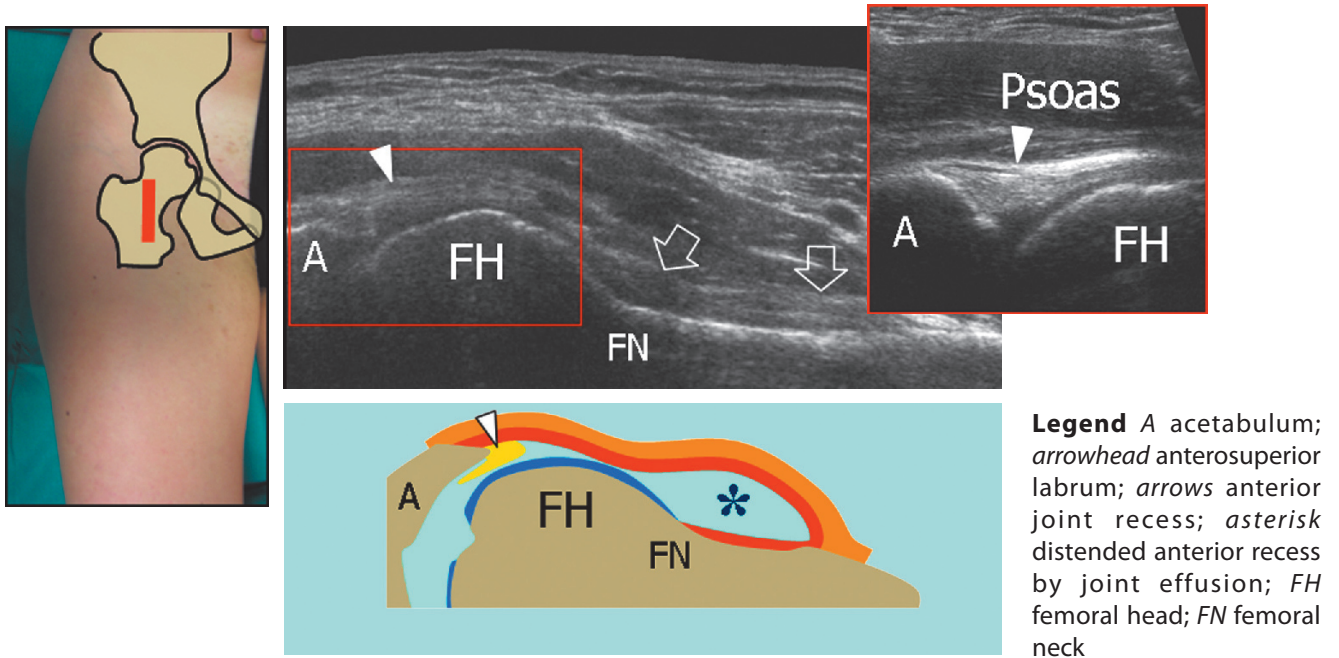 Psoas
A
FH
A
FH
FN
A
FH
*
FN
Legend A acetabulum;
arrowhead anterosuperior
labrum; arrows anterior
joint recess; asterisk
distended anterior recess
by joint effusion; FH
femoral head; FN femoral
neck